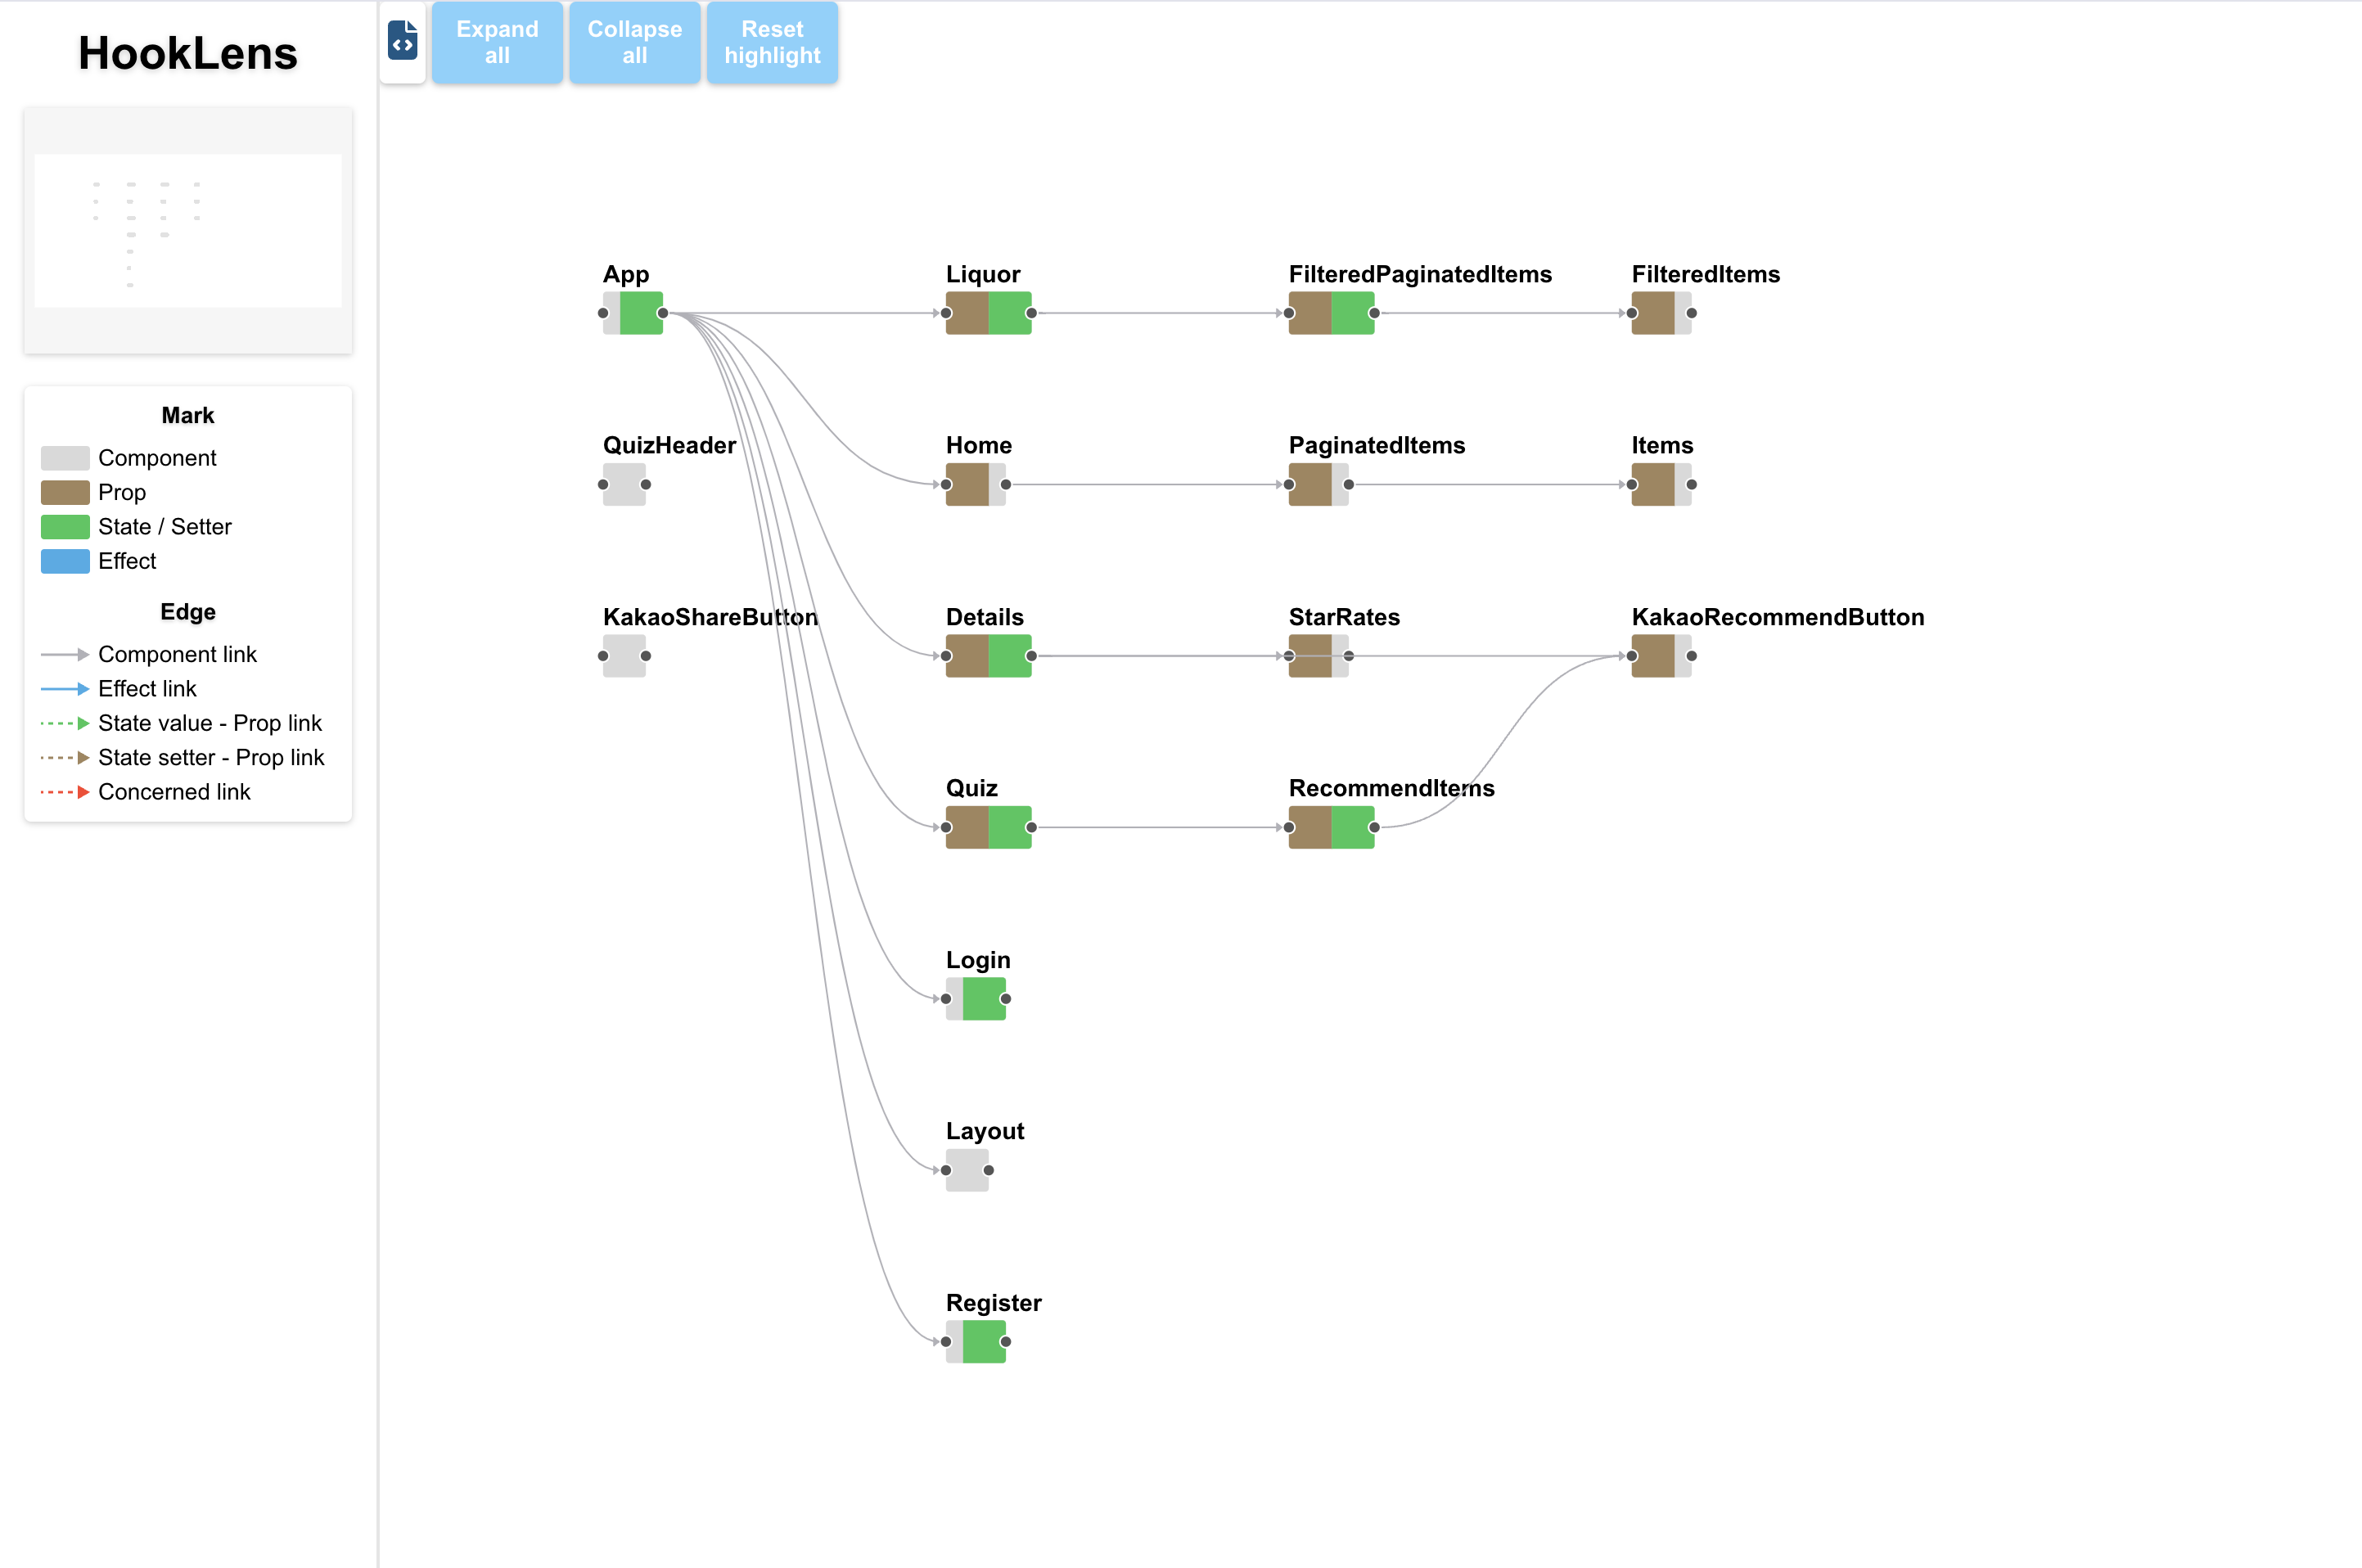 HookLens
Expand
all
Collapse
all
Reset
highlight
Mark
Component
Prop
State / Setter
Effect
Edge
Component link
Effect link
State value - Prop link
State setter - Prop link
Concerned link
App
Liquor
FilteredPaginatedItems
FilteredItems
QuizHeader
Home
PaginatedItems
Items
KakaoShareButton
Details
StarRates
KakaoRecommendButton
Quiz
RecommendItems
Login
Layout
Register